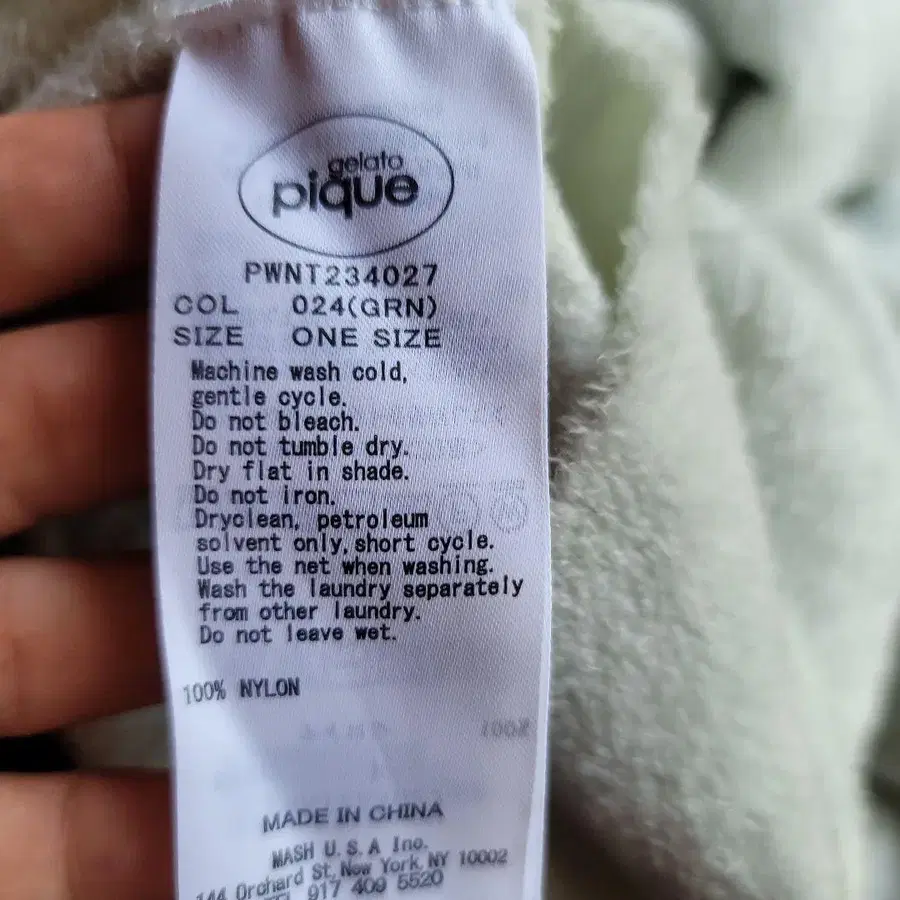 gelato
pique
PWNT234027
COL 024(GRN)
SIZE ONE SIZE
Machine wash cold,
gentle cycle.
Do not bleach.
Do not tumble dry.
Dry flat in shade.
Do not iron.
Dryclean, petroleum
solvent only,short cycle.
Use the net when washing.
Wash the laundry separately
from other laundry.
Do not leave wet.
100% NYLON
MADE IN CHINA
MASH U.S.A Inc.
144 Orchard St, New York, NY 10002
TEL 917 409 5520